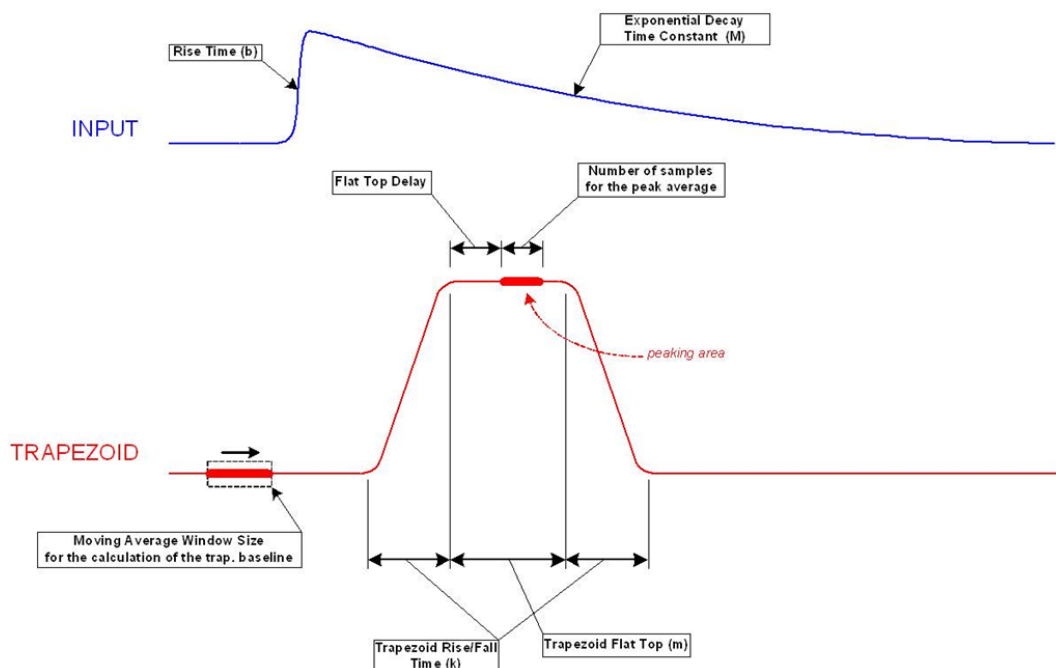 Exponential Decay
Time Constant (M)
Rise Time (b)
INPUT
Number of samples
for the peak average
Flat Top Delay
peaking area
TRAPEZOID
Moving Average Window Size
for the calculation of the trap. baseline
Trapezoid Rise/Fall
Time (k)
Trapezoid Flat Top (m)